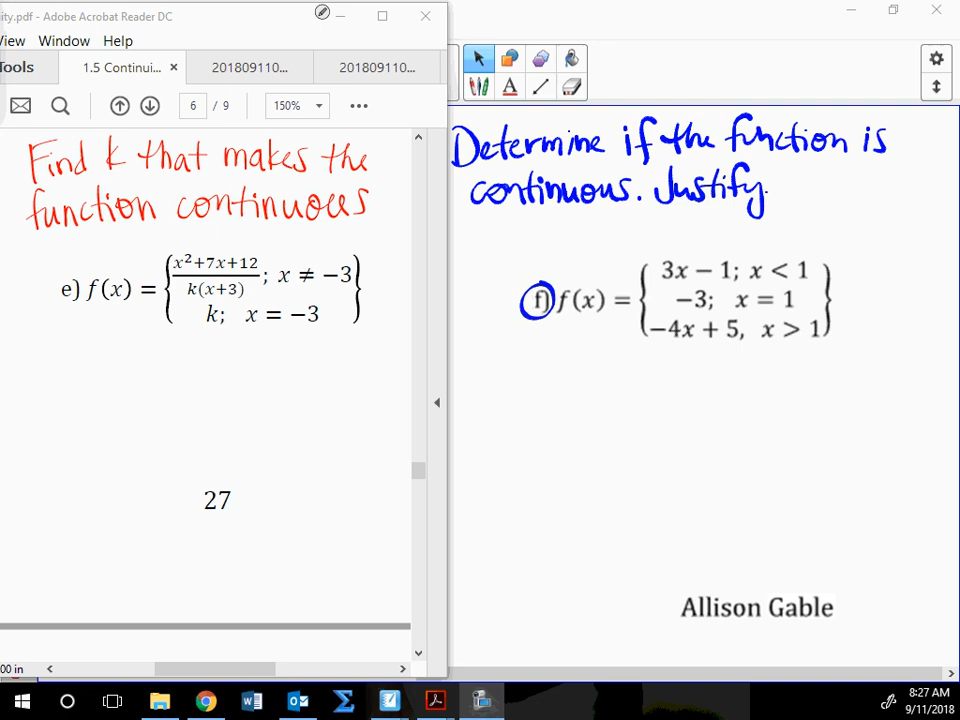 ity.pdf - Adobe Acrobat Reader DC
View Window Help
Tools 1.5 Continui... × 201809110... 201809110...
6 / 9 150%
Find k that makes the
function continuous
e) f(x) = { x²+7x+12 / k(x+3) ; x ≠ −3
k; x = −3 }
27
00 in
Determine if the function is
continuous. Justify.
f) f(x) = { 3x − 1; x < 1
−3; x = 1
−4x + 5, x > 1 }
Allison Gable
8:27 AM
9/11/2018